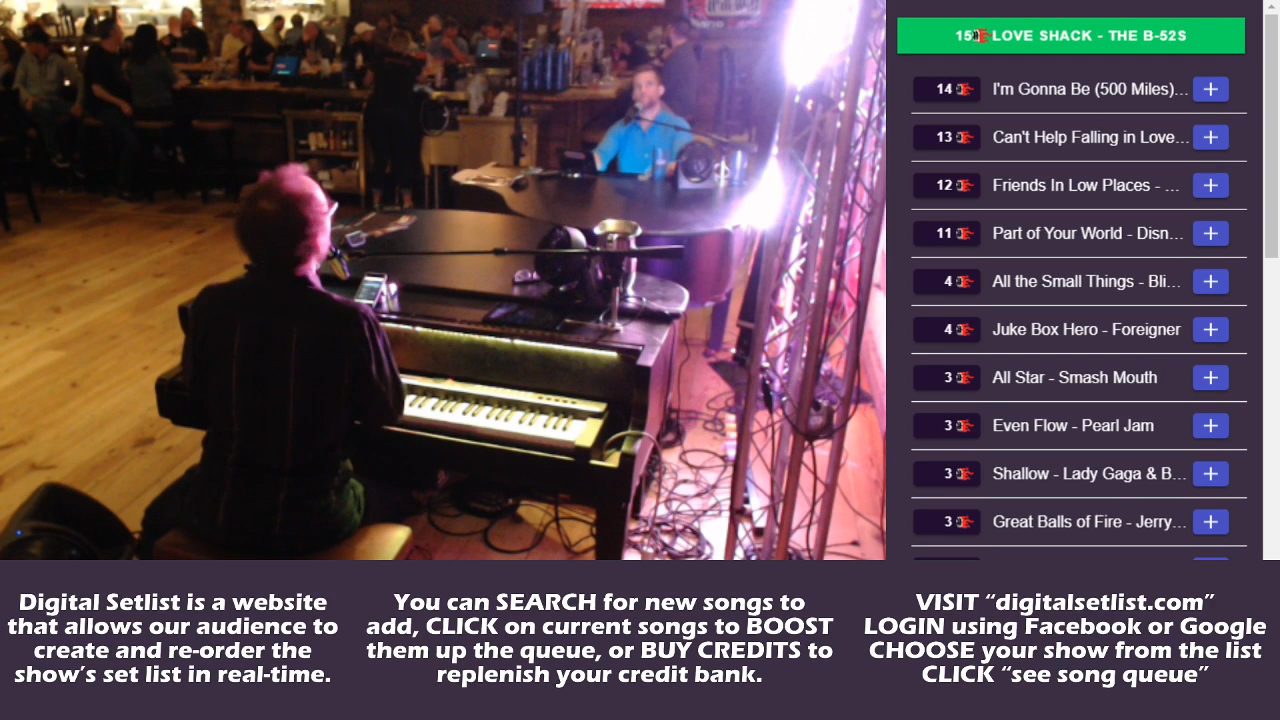 15 LOVE SHACK - THE B-52S
14 I'm Gonna Be (500 Miles)...
13 Can't Help Falling in Love...
12 Friends In Low Places - ...
11 Part of Your World - Disn...
4 All the Small Things - Bli...
4 Juke Box Hero - Foreigner
3 All Star - Smash Mouth
3 Even Flow - Pearl Jam
3 Shallow - Lady Gaga & B...
3 Great Balls of Fire - Jerry...
Digital Setlist is a website
that allows our audience to
create and re-order the
show's set list in real-time.
You can SEARCH for new songs to
add, CLICK on current songs to BOOST
them up the queue, or BUY CREDITS to
replenish your credit bank.
VISIT “digitalsetlist.com”
LOGIN using Facebook or Google
CHOOSE your show from the list
CLICK “see song queue”